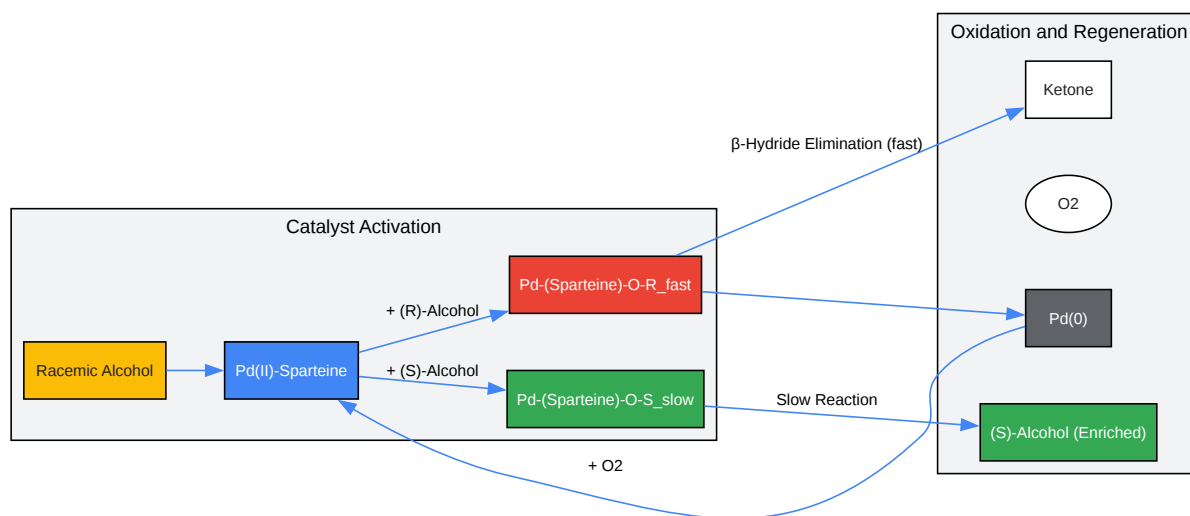 Oxidation and Regeneration
Ketone
β-Hydride Elimination (fast)
O2
Catalyst Activation
Pd-(Sparteine)-O-R_fast
+ (R)-Alcohol
Pd(0)
Racemic Alcohol
Pd(II)-Sparteine
+ (S)-Alcohol
Pd-(Sparteine)-O-S_slow
Slow Reaction
(S)-Alcohol (Enriched)
+ O2